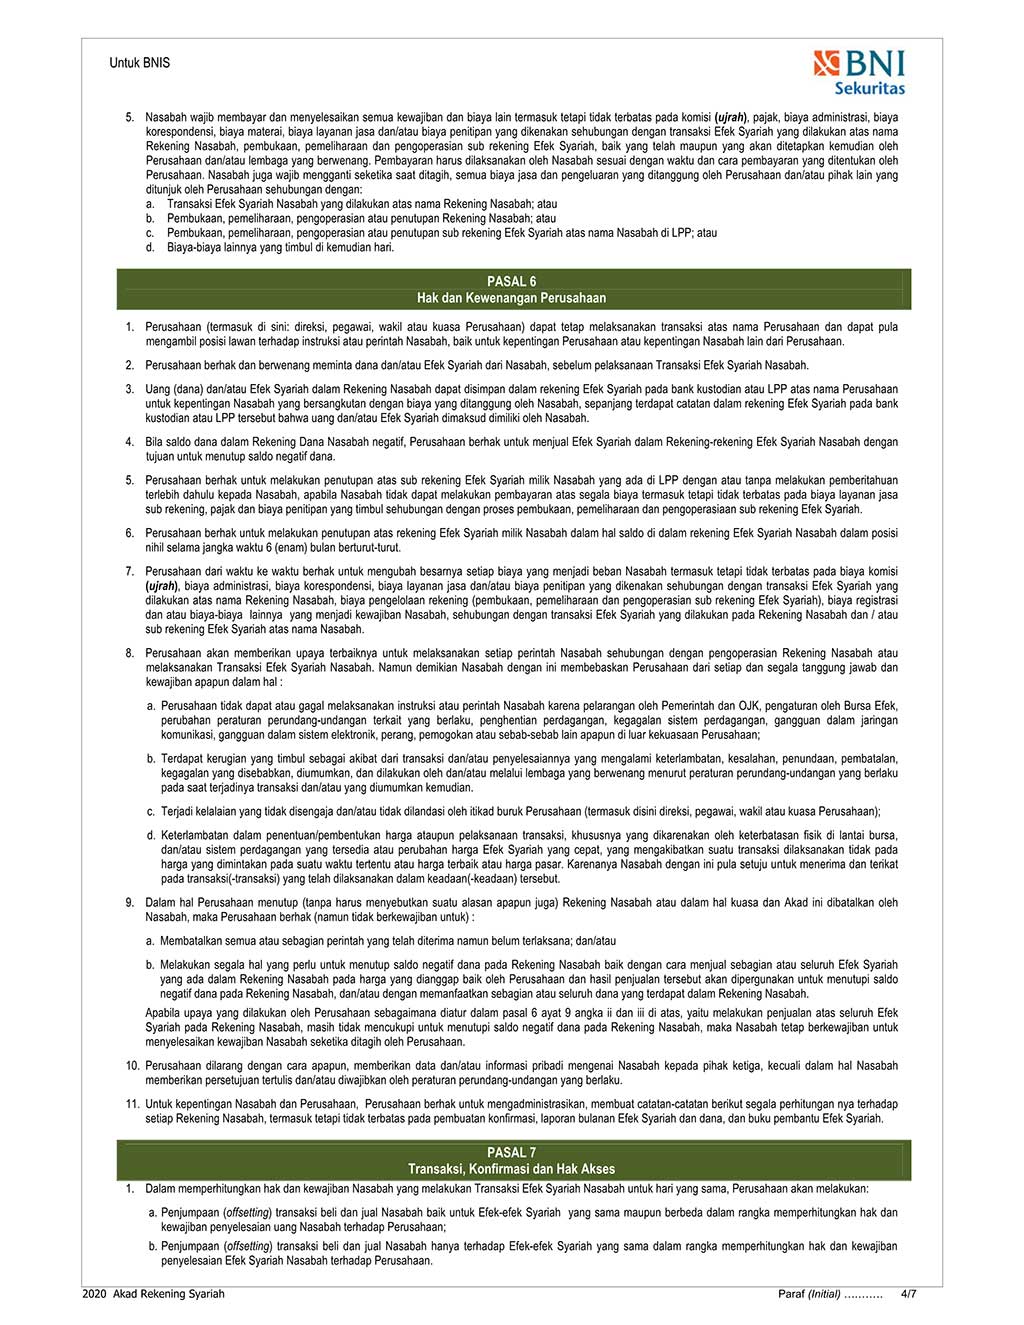 Untuk BNIS
BNI
Sekuritas
5. Nasabah wajib membayar dan menyelesaikan semua kewajiban dan biaya lain termasuk tetapi tidak terbatas pada komisi (ujrah), pajak, biaya administrasi, biaya
korespondensi, biaya materai, biaya layanan jasa dan/atau biaya penitipan yang dikenakan sehubungan dengan transaksi Efek Syariah yang dilakukan atas nama
Rekening Nasabah, pembukaan, pemeliharaan dan pengoperasian sub rekening Efek Syariah, baik yang telah maupun yang akan ditetapkan kemudian oleh
Perusahaan dan/atau lembaga yang berwenang. Pembayaran harus dilaksanakan oleh Nasabah sesuai dengan waktu dan cara pembayaran yang ditentukan oleh
Perusahaan. Nasabah juga wajib mengganti seketika saat ditagih, semua biaya jasa dan pengeluaran yang ditanggung oleh Perusahaan dan/atau pihak lain yang
ditunjuk oleh Perusahaan sehubungan dengan:
a. Transaksi Efek Syariah Nasabah yang dilakukan atas nama Rekening Nasabah; atau
b. Pembukaan, pemeliharaan, pengoperasian atau penutupan Rekening Nasabah; atau
c. Pembukaan, pemeliharaan, pengoperasian atau penutupan sub rekening Efek Syariah atas nama Nasabah di LPP; atau
d. Biaya-biaya lainnya yang timbul di kemudian hari.
PASAL 6
Hak dan Kewenangan Perusahaan
1. Perusahaan (termasuk di sini: direksi, pegawai, wakil atau kuasa Perusahaan) dapat tetap melaksanakan transaksi atas nama Perusahaan dan dapat pula
mengambil posisi lawan terhadap instruksi atau perintah Nasabah, baik untuk kepentingan Perusahaan atau kepentingan Nasabah lain dari Perusahaan.
2. Perusahaan berhak dan berwenang meminta dana dan/atau Efek Syariah dari Nasabah, sebelum pelaksanaan Transaksi Efek Syariah Nasabah.
3. Uang (dana) dan/atau Efek Syariah dalam Rekening Nasabah dapat disimpan dalam rekening Efek Syariah pada bank kustodian atau LPP atas nama Perusahaan
untuk kepentingan Nasabah yang bersangkutan dengan biaya yang ditanggung oleh Nasabah, sepanjang terdapat catatan dalam rekening Efek Syariah pada bank
kustodian atau LPP tersebut bahwa uang dan/atau Efek Syariah dimaksud dimiliki oleh Nasabah.
4. Bila saldo dana dalam Rekening Dana Nasabah negatif, Perusahaan berhak untuk menjual Efek Syariah dalam Rekening-rekening Efek Syariah Nasabah dengan
tujuan untuk menutup saldo negatif dana.
5. Perusahaan berhak untuk melakukan penutupan atas sub rekening Efek Syariah milik Nasabah yang ada di LPP dengan atau tanpa melakukan pemberitahuan
terlebih dahulu kepada Nasabah, apabila Nasabah tidak dapat melakukan pembayaran atas segala biaya termasuk tetapi tidak terbatas pada biaya layanan jasa
sub rekening, pajak dan biaya penitipan yang timbul sehubungan dengan proses pembukaan, pemeliharaan dan pengoperasiaan sub rekening Efek Syariah.
6. Perusahaan berhak untuk melakukan penutupan atas rekening Efek Syariah milik Nasabah dalam hal saldo di dalam rekening Efek Syariah Nasabah dalam posisi
nihil selama jangka waktu 6 (enam) bulan berturut-turut.
7. Perusahaan dari waktu ke waktu berhak untuk mengubah besarnya setiap biaya yang menjadi beban Nasabah termasuk tetapi tidak terbatas pada biaya komisi
(ujrah), biaya administrasi, biaya korespondensi, biaya layanan jasa dan/atau biaya penitipan yang dikenakan sehubungan dengan transaksi Efek Syariah yang
dilakukan atas nama Rekening Nasabah, biaya pengelolaan rekening (pembukaan, pemeliharaan dan pengoperasian sub rekening Efek Syariah), biaya registrasi
dan atau biaya-biaya lainnya yang menjadi kewajiban Nasabah, sehubungan dengan transaksi Efek Syariah yang dilakukan pada Rekening Nasabah dan / atau
sub rekening Efek Syariah atas nama Nasabah.
8. Perusahaan akan memberikan upaya terbaiknya untuk melaksanakan setiap perintah Nasabah sehubungan dengan pengoperasian Rekening Nasabah atau
melaksanakan Transaksi Efek Syariah Nasabah. Namun demikian Nasabah dengan ini membebaskan Perusahaan dari setiap dan segala tanggung jawab dan
kewajiban apapun dalam hal :
a. Perusahaan tidak dapat atau gagal melaksanakan instruksi atau perintah Nasabah karena pelarangan oleh Pemerintah dan OJK, pengaturan oleh Bursa Efek,
perubahan peraturan perundang-undangan terkait yang berlaku, penghentian perdagangan, kegagalan sistem perdagangan, gangguan dalam jaringan
komunikasi, gangguan dalam sistem elektronik, perang, pemogokan atau sebab-sebab lain apapun di luar kekuasaan Perusahaan;
b. Terdapat kerugian yang timbul sebagai akibat dari transaksi dan/atau penyelesaiannya yang mengalami keterlambatan, kesalahan, penundaan, pembatalan,
kegagalan yang disebabkan, diumumkan, dan dilakukan oleh dan/atau melalui lembaga yang berwenang menurut peraturan perundang-undangan yang berlaku
pada saat terjadinya transaksi dan/atau yang diumumkan kemudian.
c. Terjadi kelalaian yang tidak disengaja dan/atau tidak dilandasi oleh itikad buruk Perusahaan (termasuk disini direksi, pegawai, wakil atau kuasa Perusahaan);
d. Keterlambatan dalam penentuan/pembentukan harga ataupun pelaksanaan transaksi, khususnya yang dikarenakan oleh keterbatasan fisik di lantai bursa,
dan/atau sistem perdagangan yang tersedia atau perubahan harga Efek Syariah yang cepat, yang mengakibatkan suatu transaksi dilaksanakan tidak pada
harga yang dimintakan pada suatu waktu tertentu atau harga terbaik atau harga pasar. Karenanya Nasabah dengan ini pula setuju untuk menerima dan terikat
pada transaksi(-transaksi) yang telah dilaksanakan dalam keadaan(-keadaan) tersebut.
9. Dalam hal Perusahaan menutup (tanpa harus menyebutkan suatu alasan apapun juga) Rekening Nasabah atau dalam hal kuasa dan Akad ini dibatalkan oleh
Nasabah, maka Perusahaan berhak (namun tidak berkewajiban untuk) :
a. Membatalkan semua atau sebagian perintah yang telah diterima namun belum terlaksana; dan/atau
b. Melakukan segala hal yang perlu untuk menutup saldo negatif dana pada Rekening Nasabah baik dengan cara menjual sebagian atau seluruh Efek Syariah
yang ada dalam Rekening Nasabah pada harga yang dianggap baik oleh Perusahaan dan hasil penjualan tersebut akan dipergunakan untuk menutupi saldo
negatif dana pada Rekening Nasabah, dan/atau dengan memanfaatkan sebagian atau seluruh dana yang terdapat dalam Rekening Nasabah.
Apabila upaya yang dilakukan oleh Perusahaan sebagaimana diatur dalam pasal 6 ayat 9 angka ii dan iii di atas, yaitu melakukan penjualan atas seluruh Efek
Syariah pada Rekening Nasabah, masih tidak mencukupi untuk menutupi saldo negatif dana pada Rekening Nasabah, maka Nasabah tetap berkewajiban untuk
menyelesaikan kewajiban Nasabah seketika ditagih oleh Perusahaan.
10. Perusahaan dilarang dengan cara apapun, memberikan data dan/atau informasi pribadi mengenai Nasabah kepada pihak ketiga, kecuali dalam hal Nasabah
memberikan persetujuan tertulis dan/atau diwajibkan oleh peraturan perundang-undangan yang berlaku.
11. Untuk kepentingan Nasabah dan Perusahaan, Perusahaan berhak untuk mengadministrasikan, membuat catatan-catatan berikut segala perhitungan nya terhadap
setiap Rekening Nasabah, termasuk tetapi tidak terbatas pada pembuatan konfirmasi, laporan bulanan Efek Syariah dan dana, dan buku pembantu Efek Syariah.
PASAL 7
Transaksi, Konfirmasi dan Hak Akses
1. Dalam memperhitungkan hak dan kewajiban Nasabah yang melakukan Transaksi Efek Syariah Nasabah untuk hari yang sama, Perusahaan akan melakukan:
a. Penjumpaan (offsetting) transaksi beli dan jual Nasabah baik untuk Efek-efek Syariah yang sama maupun berbeda dalam rangka memperhitungkan hak dan
kewajiban penyelesaian uang Nasabah terhadap Perusahaan;
b. Penjumpaan (offsetting) transaksi beli dan jual Nasabah hanya terhadap Efek-efek Syariah yang sama dalam rangka memperhitungkan hak dan kewajiban
penyelesaian Efek Syariah Nasabah terhadap Perusahaan.
2020 Akad Rekening Syariah
Paraf (Initial) ……….. 4/7